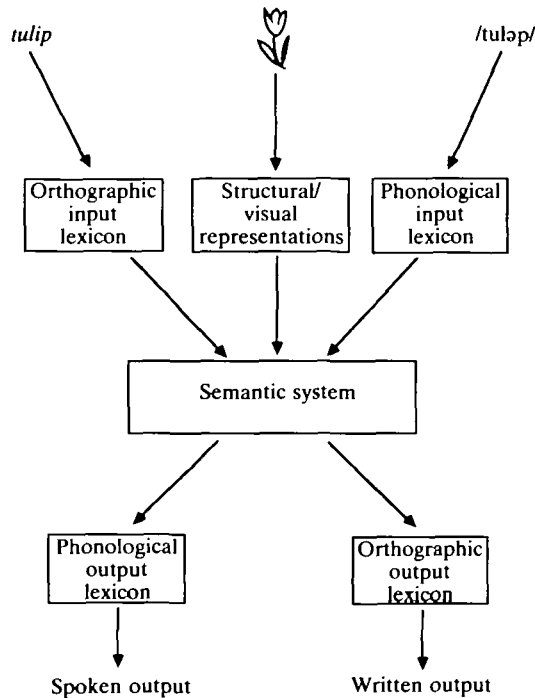 tulip
/tuləp/
Orthographic
input
lexicon
Structural/
visual
representations
Phonological
input
lexicon
Semantic system
Phonological
output
lexicon
Orthographic
output
lexicon
Spoken output
Written output